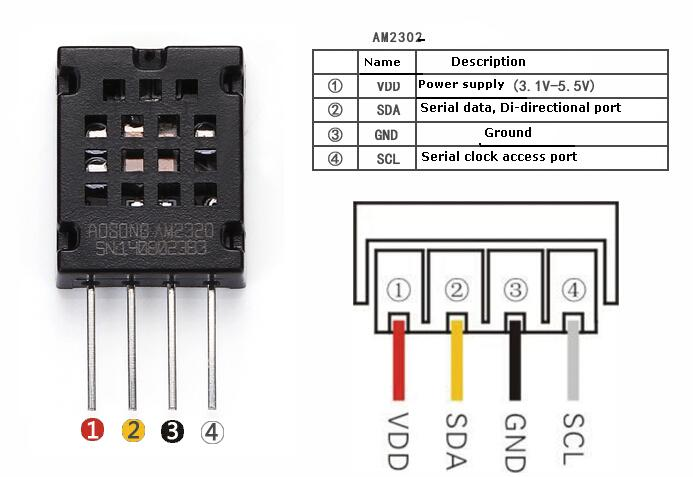 AM2302
Name Description
① VDD Power supply (3.1V-5.5V)
② SDA Serial data, Di-directional port
③ GND Ground
④ SCL Serial clock access port
AOSONG AM2320
SN:140802383
1 2 3 4
① ② ③ ④
VDD SDA GND SCL